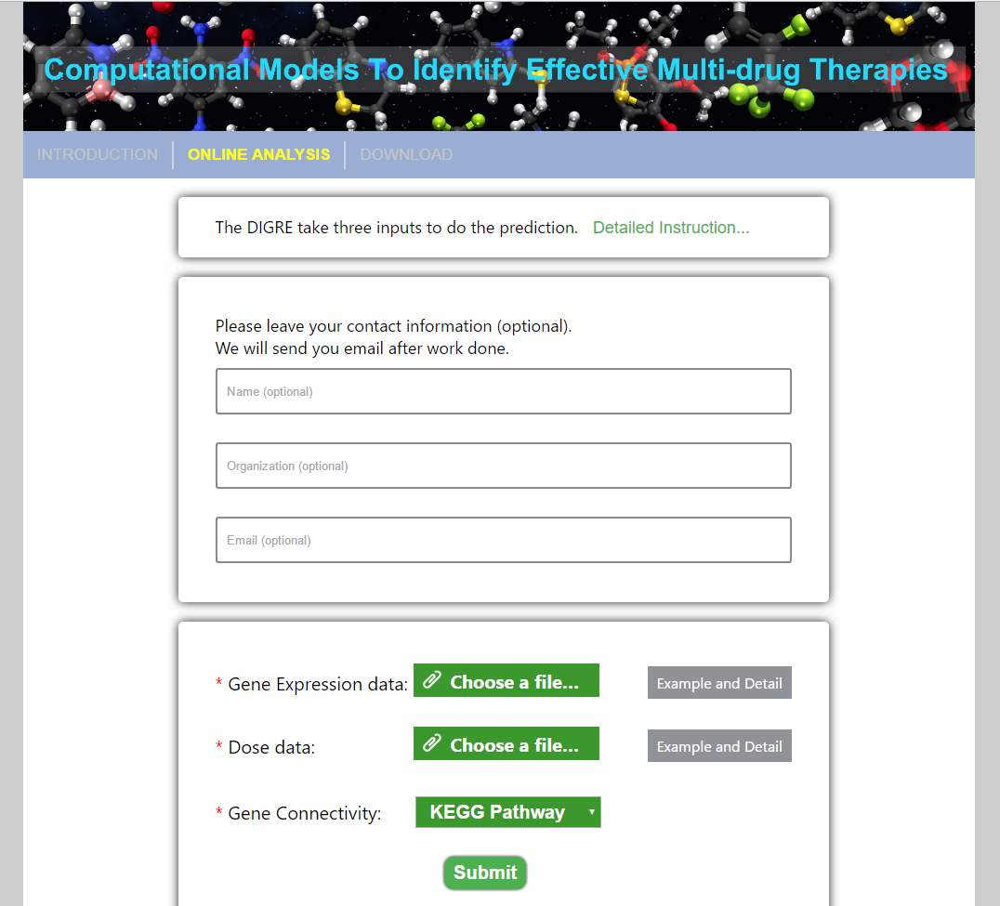 Computational Models To Identify Effective Multi-drug Therapies
INTRODUCTION ONLINE ANALYSIS DOWNLOAD
The DIGRE take three inputs to do the prediction. Detailed Instruction...
Please leave your contact information (optional).
We will send you email after work done.
Name (optional)
Organization (optional)
Email (optional)
* Gene Expression data: Choose a file... Example and Detail
* Dose data: Choose a file... Example and Detail
* Gene Connectivity: KEGG Pathway
Submit